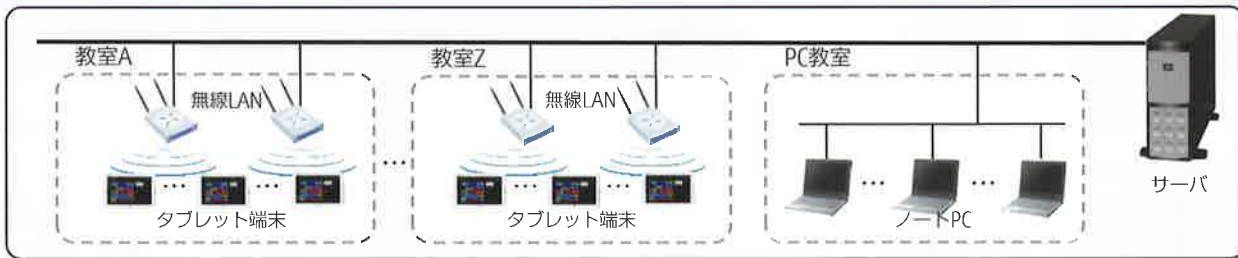 教室A
無線LAN
タブレット端末
教室Z
無線LAN
タブレット端末
PC教室
ノートPC
サーバ